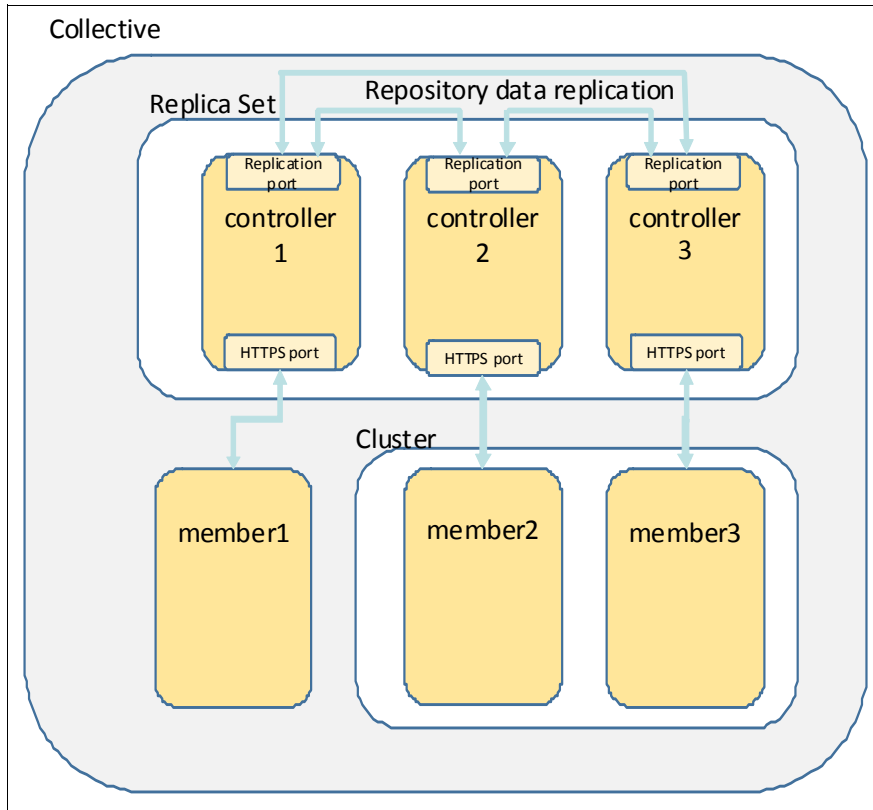 Collective
Repository data replication
Replica Set
Replication
port
Replication
port
Replication
port
controller
1
controller
2
controller
3
HTTPS port
HTTPS port
HTTPS port
Cluster
member1
member2
member3